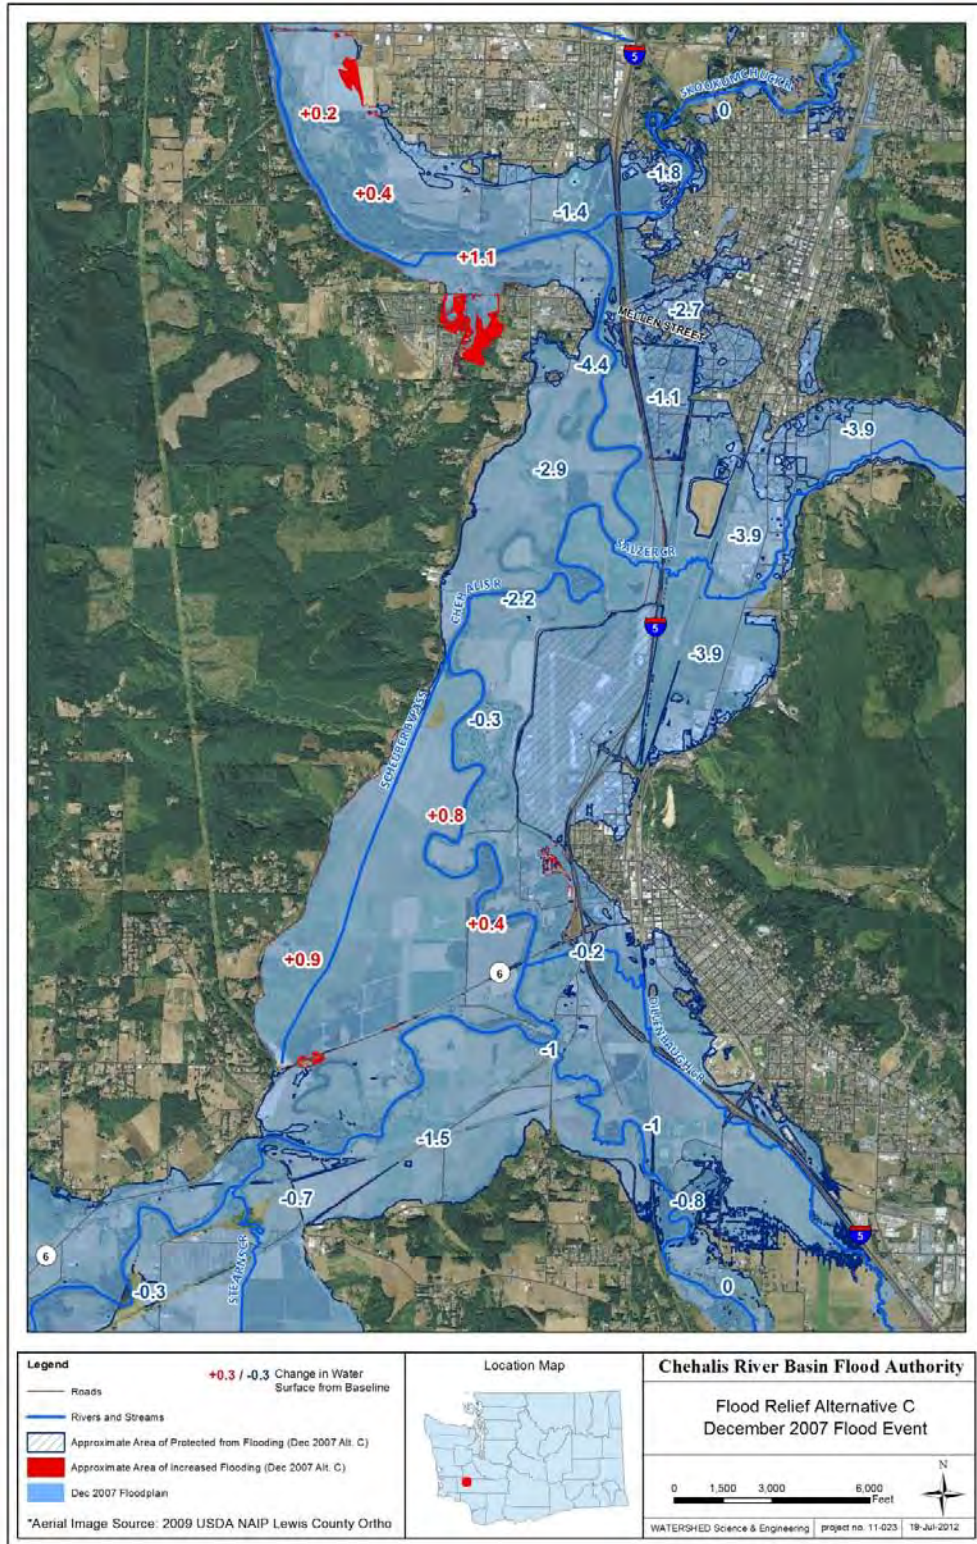 5
SKOOKUMCHUCK R
0
+0.2
-1.8
+0.4
-1.4
+1.1
-2.7
MELLEN STREET
-4.4
-1.1
-3.9
-2.9
-3.9
SALZER CR
CHEHALIS R
-2.2
5
-3.9
SCHEUBER BYPASS
-0.3
+0.8
+0.4
+0.9
-0.2
6
DILLENBAUGH CR
-1
-1
-1.5
-0.7
-0.8
5
6
STEARNS CR
-0.3
0
Legend
+0.3 / -0.3 Change in Water
Surface from Baseline
Roads
Rivers and Streams
Approximate Area of Protected from Flooding (Dec 2007 Alt. C)
Approximate Area of Increased Flooding (Dec 2007 Alt. C)
Dec 2007 Floodplain
*Aerial Image Source: 2009 USDA NAIP Lewis County Ortho
Location Map
Chehalis River Basin Flood Authority
Flood Relief Alternative C
December 2007 Flood Event
N
0 1,500 3,000 6,000
Feet
WATERSHED Science & Engineering
project no. 11-023
19-Jul-2012